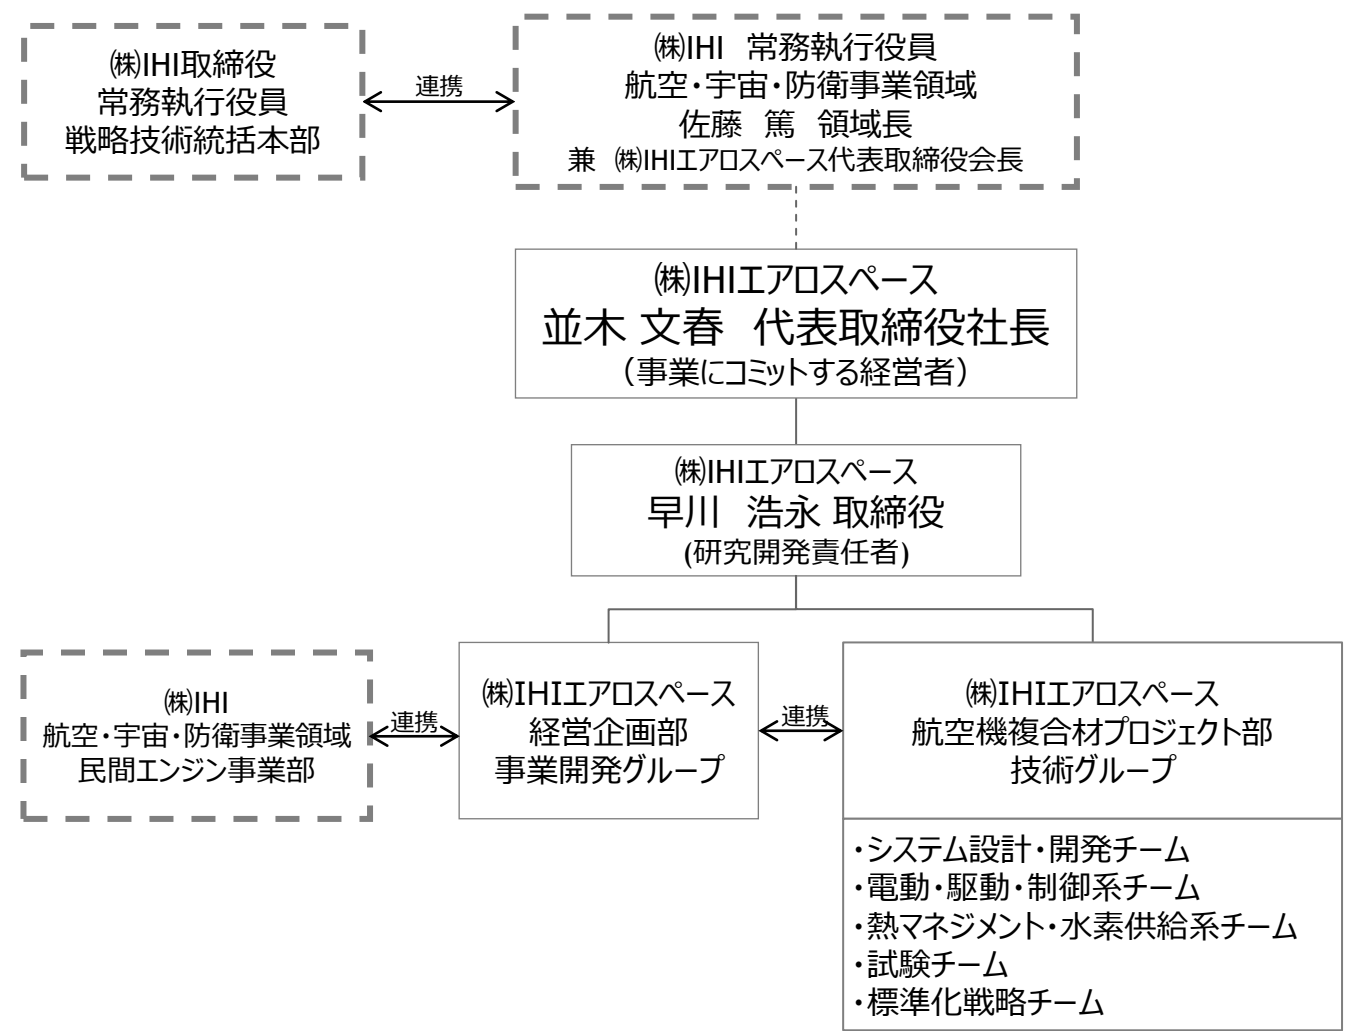 ㈱IHI取締役
常務執行役員
戦略技術統括本部
連携
㈱IHI 常務執行役員
航空・宇宙・防衛事業領域
佐藤 篤 領域長
兼 ㈱IHIエアロスペース代表取締役会長
㈱IHIエアロスペース
並木 文春 代表取締役社長
（事業にコミットする経営者）
㈱IHIエアロスペース
早川 浩永 取締役
(研究開発責任者)
㈱IHI
航空・宇宙・防衛事業領域
民間エンジン事業部
連携
㈱IHIエアロスペース
経営企画部
事業開発グループ
連携
㈱IHIエアロスペース
航空機複合材プロジェクト部
技術グループ
・システム設計・開発チーム
・電動・駆動・制御系チーム
・熱マネジメント・水素供給系チーム
・試験チーム
・標準化戦略チーム